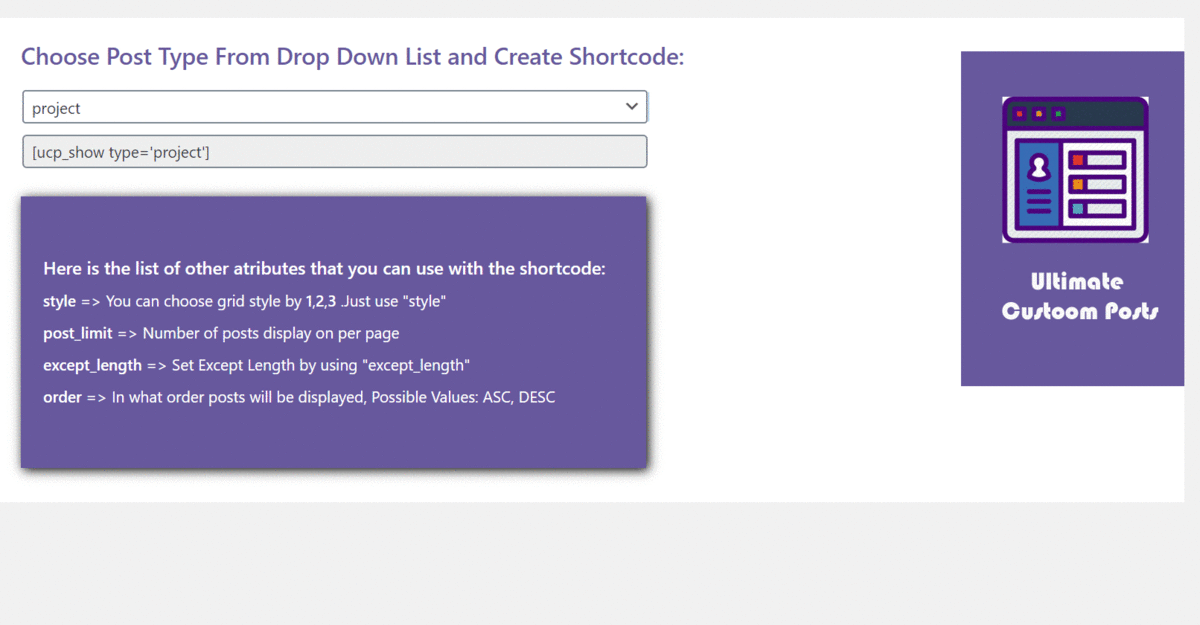 Choose Post Type From Drop Down List and Create Shortcode:
project
[ucp_show type='project']
Here is the list of other atributes that you can use with the shortcode:
style => You can choose grid style by 1,2,3 .Just use "style"
post_limit => Number of posts display on per page
except_length => Set Except Length by using "except_length"
order => In what order posts will be displayed, Possible Values: ASC, DESC
Ultimate
Custoom Posts